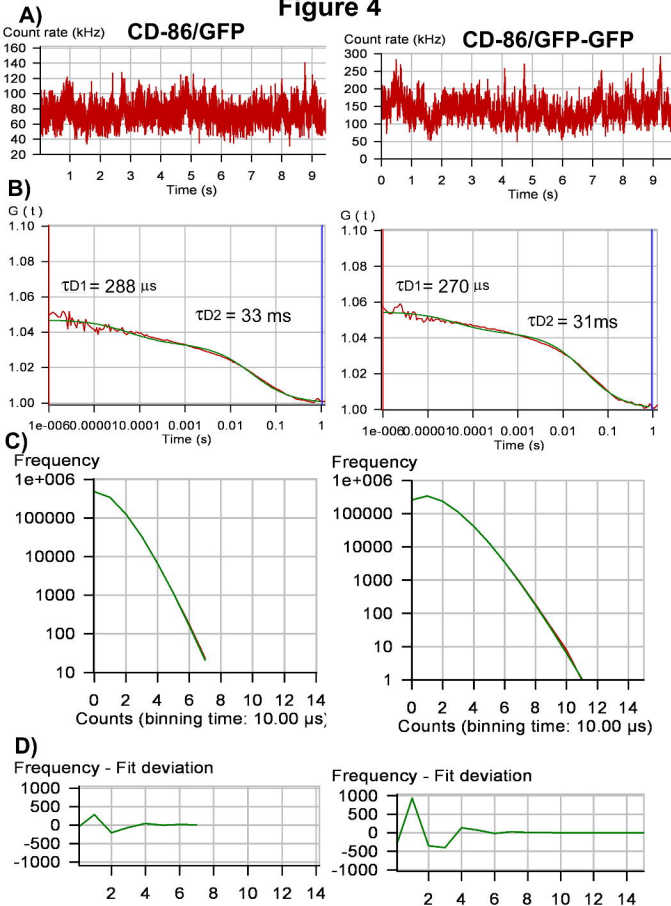 Figure 4
A)
CD-86/GFP
Count rate (kHz)
160
140
120
100
80
60
40
20
1 2 3 4 5 6 7 8 9
Time (s)
CD-86/GFP-GFP
Count rate (kHz)
300
250
200
150
100
50
0
0 1 2 3 4 5 6 7 8 9
Time (s)
B)
G ( t )
1.10
1.08
1.06
1.04
1.02
1.00
τD1 = 288 μs
τD2 = 33 ms
1e-0060.000010.0001 0.001 0.01 0.1 1
Time (s)
G ( t )
1.10
1.08
1.06
1.04
1.02
1.00
τD1 = 270 μs
τD2 = 31ms
1e-0060.000010.0001 0.001 0.01 0.1 1
Time (s)
C)
Frequency
1e+006
100000
10000
1000
100
10
0 2 4 6 8 10 12 14
Counts (binning time: 10.00 μs)
Frequency
1e+006
100000
10000
1000
100
10
1
0 2 4 6 8 10 12 14
Counts (binning time: 10.00 μs)
D)
Frequency - Fit deviation
1000
500
0
-500
-1000
2 4 6 8 10 12 14
Frequency - Fit deviation
1000
500
0
-500
-1000
2 4 6 8 10 12 14